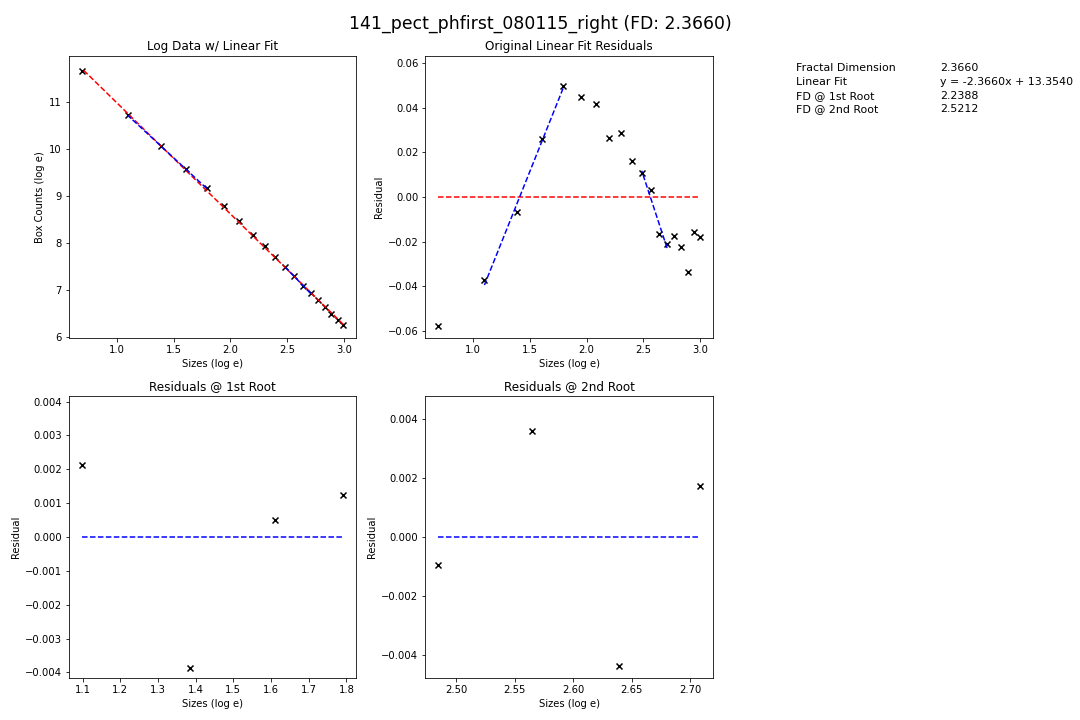 141_pect_phfirst_080115_right (FD: 2.3660)
Log Data w/ Linear Fit
Box Counts (log e)
11
10
9
8
7
6
1.0 1.5 2.0 2.5 3.0
Sizes (log e)
Original Linear Fit Residuals
Residual
0.06
0.04
0.02
0.00
−0.02
−0.04
−0.06
1.0 1.5 2.0 2.5 3.0
Sizes (log e)
Fractal Dimension 2.3660
Linear Fit y = -2.3660x + 13.3540
FD @ 1st Root 2.2388
FD @ 2nd Root 2.5212
Residuals @ 1st Root
Residual
0.004
0.003
0.002
0.001
0.000
−0.001
−0.002
−0.003
−0.004
1.1 1.2 1.3 1.4 1.5 1.6 1.7 1.8
Sizes (log e)
Residuals @ 2nd Root
Residual
0.004
0.002
0.000
−0.002
−0.004
2.50 2.55 2.60 2.65 2.70
Sizes (log e)